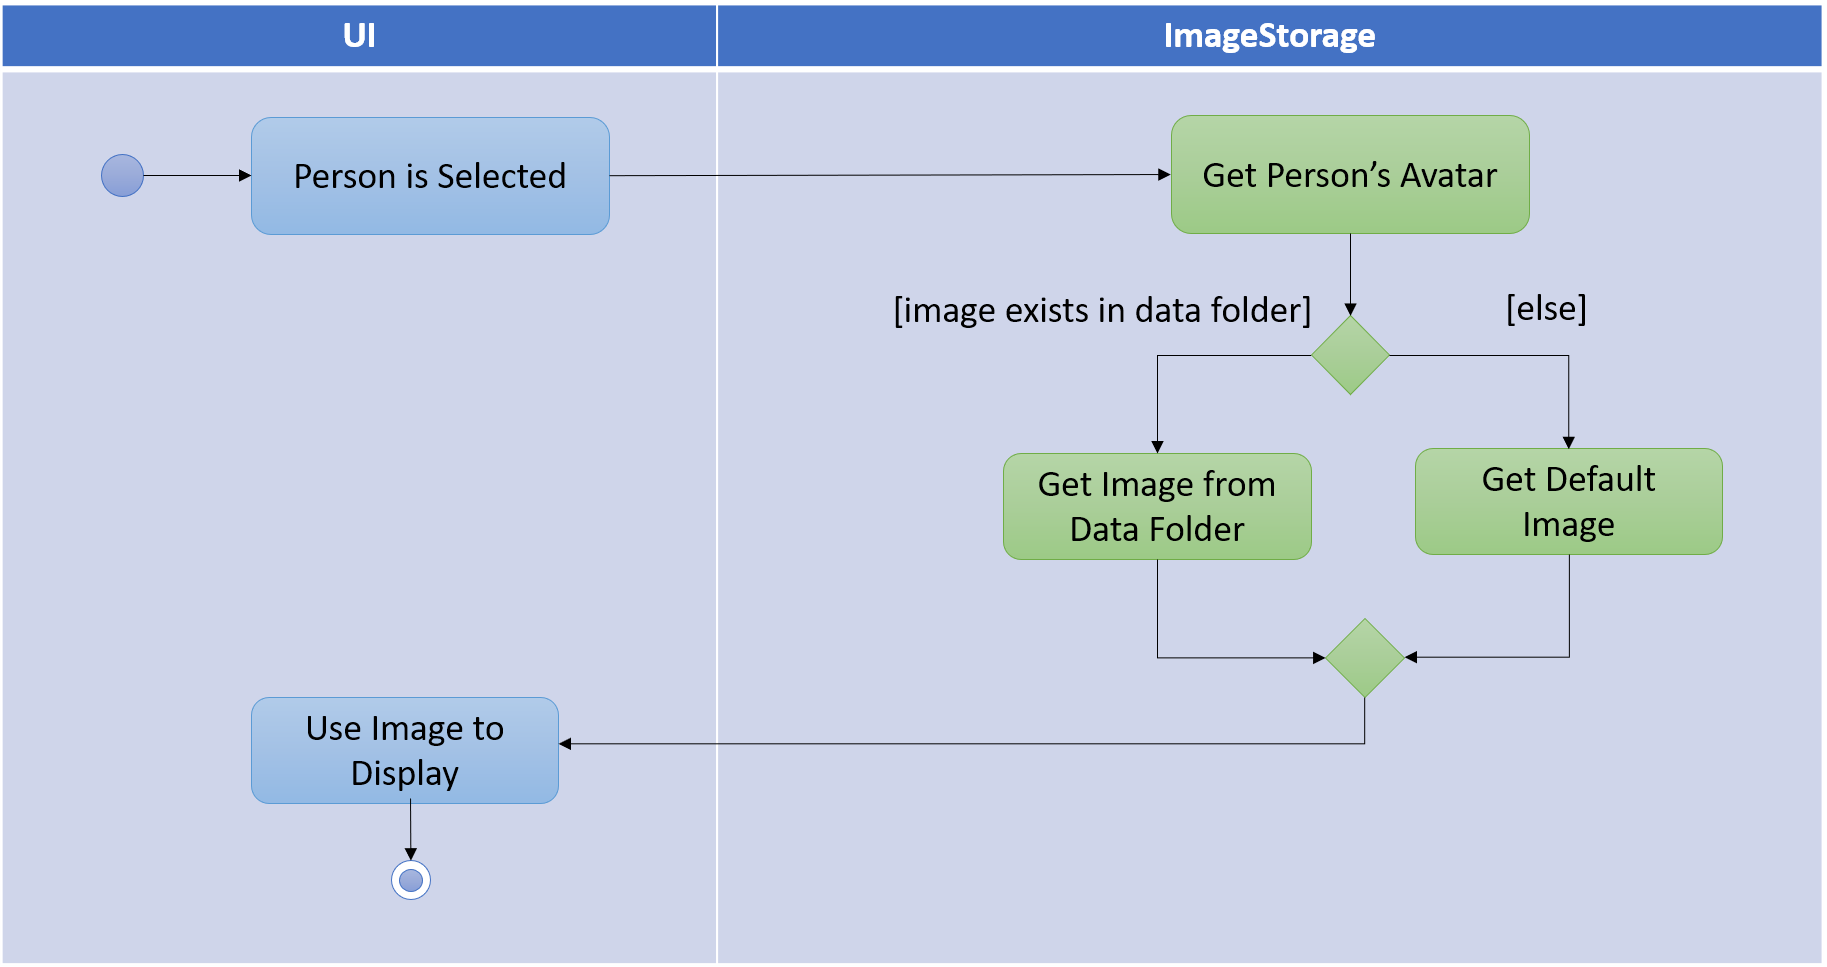 UI
ImageStorage
Person is Selected
Get Person’s Avatar
[image exists in data folder]
[else]
Get Image from
Data Folder
Get Default
Image
Use Image to
Display